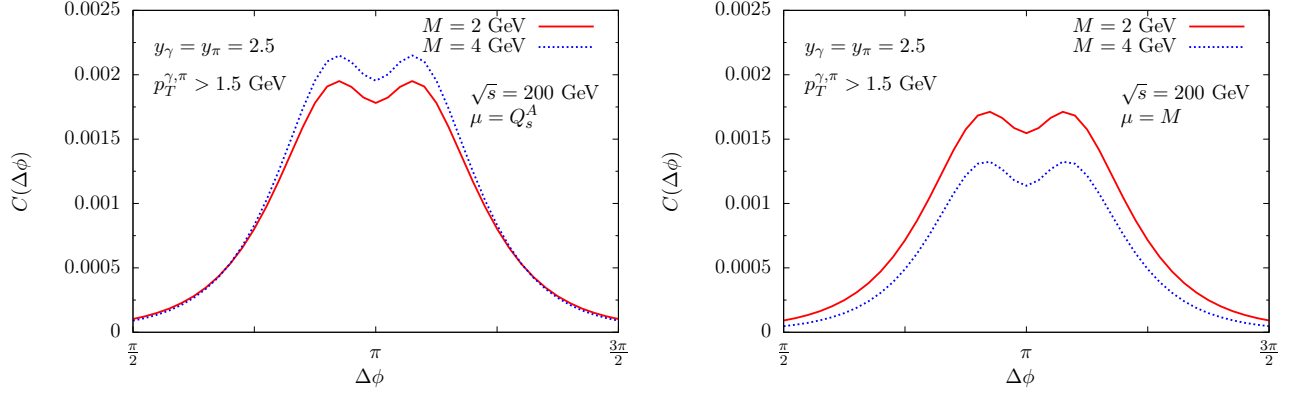 0.0025
0.002
0.0015
0.001
0.0005
0
C(Δφ)
M = 2 GeV
M = 4 GeV
y_γ = y_π = 2.5
p_T^{γ,π} > 1.5 GeV
√s = 200 GeV
μ = Q_s^A
π/2
π
3π/2
Δφ
0.0025
0.002
0.0015
0.001
0.0005
0
C(Δφ)
M = 2 GeV
M = 4 GeV
y_γ = y_π = 2.5
p_T^{γ,π} > 1.5 GeV
√s = 200 GeV
μ = M
π/2
π
3π/2
Δφ